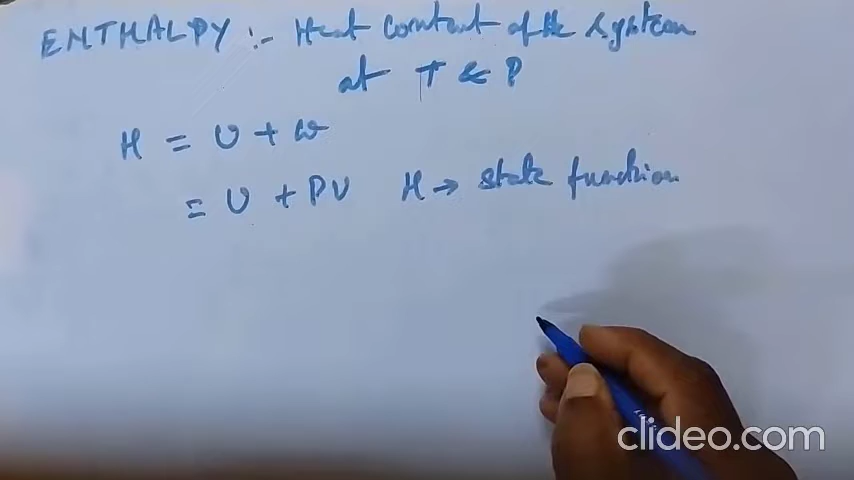 ENTHALPY :- Heat Content of the System
at T & P
H = U + W
= U + PV H → state function
clideo.com